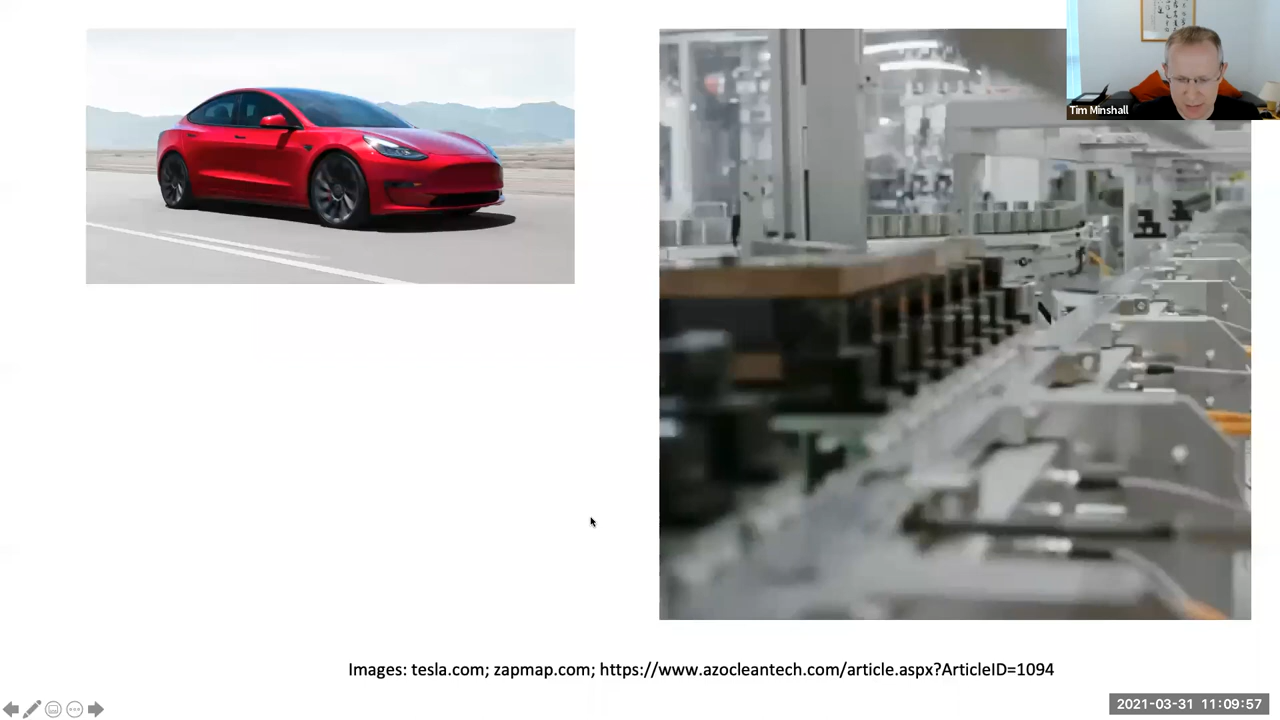 Tim Minshall
Images: tesla.com; zapmap.com; https://www.azocleantech.com/article.aspx?ArticleID=1094
2021-03-31 11:09:57